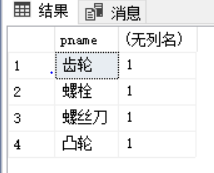 结果 消息
pname (无列名)
1 齿轮 1
2 螺栓 1
3 螺丝刀 1
4 凸轮 1